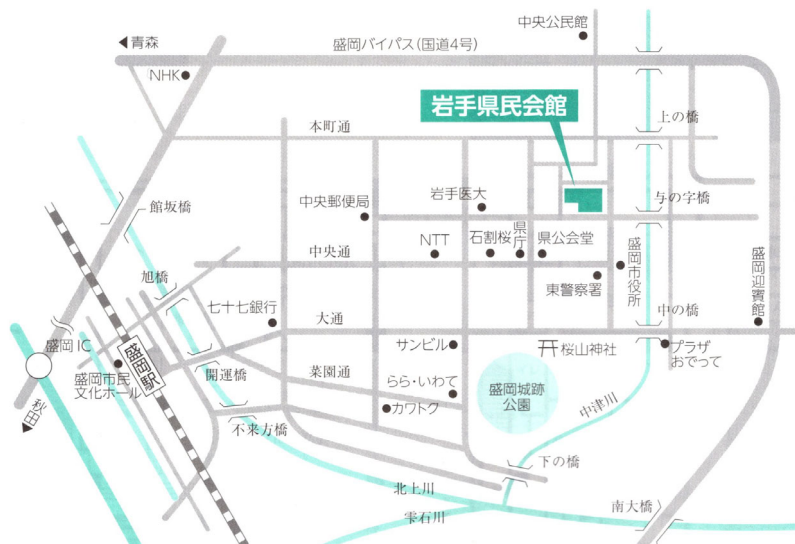 中央公民館
◀青森
盛岡バイパス(国道4号)
NHK
岩手県民会館
本町通
上の橋
館坂橋
中央郵便局
岩手医大
与の字橋
中央通
NTT
石割桜
県庁
県公会堂
盛岡市役所
盛岡迎賓館
旭橋
東警察署
七十七銀行
大通
中の橋
盛岡IC
盛岡駅
サンビル
桜山神社
プラザ
おでって
盛岡市民
文化ホール
開運橋
菜園通
らら・いわて
盛岡城跡
公園
秋田▶
カワトク
中津川
不来方橋
下の橋
北上川
雫石川
南大橋